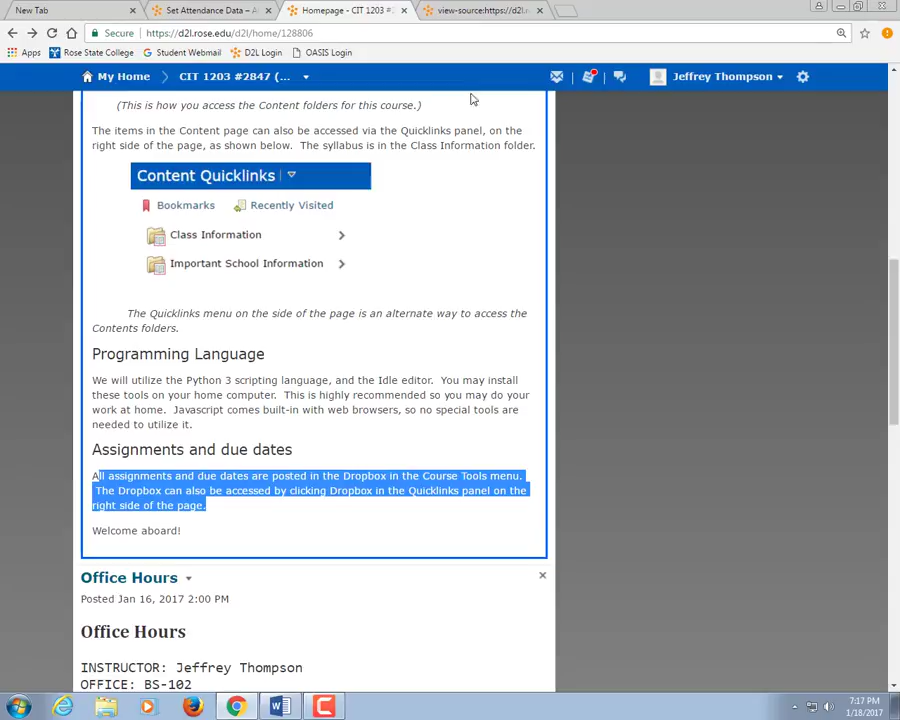 New Tab
Set Attendance Data – A
Homepage - CIT 1203 #2
view-source:https://d2l.r
Secure
https://d2l.rose.edu/d2l/home/128806
Apps
Rose State College
Student Webmail
D2L Login
OASIS Login
My Home
CIT 1203 #2847 (...
Jeffrey Thompson
(This is how you access the Content folders for this course.)
The items in the Content page can also be accessed via the Quicklinks panel, on the
right side of the page, as shown below.  The syllabus is in the Class Information folder.
Content Quicklinks
Bookmarks
Recently Visited
Class Information
Important School Information
The Quicklinks menu on the side of the page is an alternate way to access the
Contents folders.
Programming Language
We will utilize the Python 3 scripting language, and the Idle editor.  You may install
these tools on your home computer.  This is highly recommended so you may do your
work at home.  Javascript comes built-in with web browsers, so no special tools are
needed to utilize it.
Assignments and due dates
All assignments and due dates are posted in the Dropbox in the Course Tools menu.
The Dropbox can also be accessed by clicking Dropbox in the Quicklinks panel on the
right side of the page.
Welcome aboard!
Office Hours
Posted Jan 16, 2017 2:00 PM
Office Hours
INSTRUCTOR: Jeffrey Thompson
OFFICE: BS-102
7:17 PM
1/18/2017